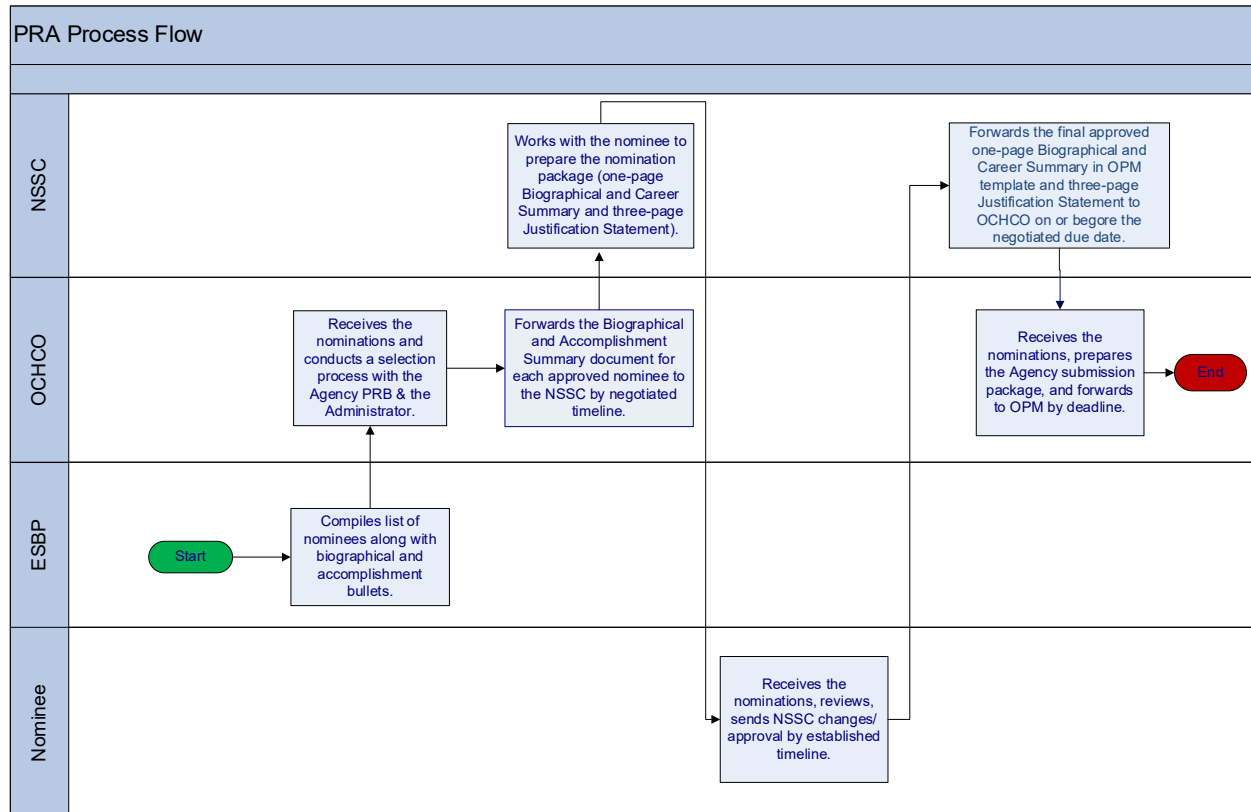 PRA Process Flow
NSSC
Works with the nominee to
prepare the nomination
package (one-page
Biographical and Career
Summary and three-page
Justification Statement).
Forwards the final approved
one-page Biographical and
Career Summary in OPM
template and three-page
Justification Statement to
OCHCO on or begore the
negotiated due date.
OCHCO
Receives the
nominations and
conducts a selection
process with the
Agency PRB & the
Administrator.
Forwards the Biographical
and Accomplishment
Summary document for
each approved nominee to
the NSSC by negotiated
timeline.
Receives the
nominations, prepares
the Agency submission
package, and forwards
to OPM by deadline.
End
ESBP
Start
Compiles list of
nominees along with
biographical and
accomplishment
bullets.
Nominee
Receives the
nominations, reviews,
sends NSSC changes/
approval by established
timeline.